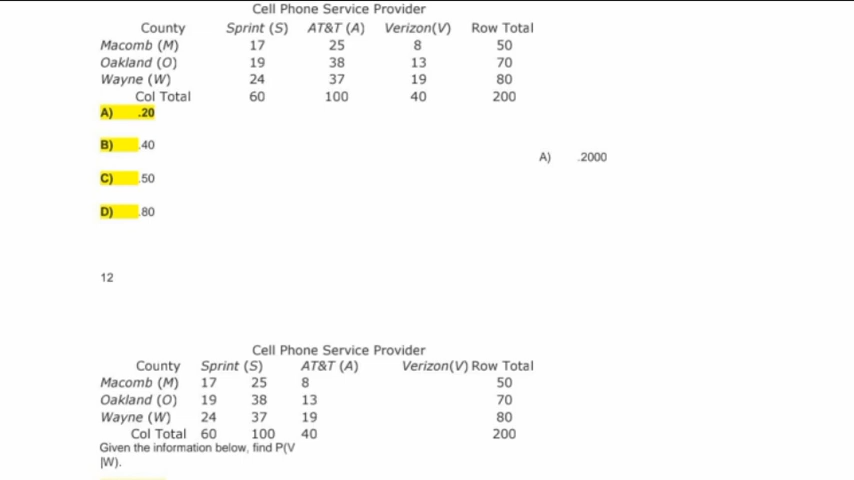 Cell Phone Service Provider
County Sprint (S) AT&T (A) Verizon(V) Row Total
Macomb (M) 17 25 8 50
Oakland (O) 19 38 13 70
Wayne (W) 24 37 19 80
Col Total 60 100 40 200
A) .20
B) .40
A) .2000
C) .50
D) .80
12
Cell Phone Service Provider
County Sprint (S) AT&T (A) Verizon(V) Row Total
Macomb (M) 17 25 8 50
Oakland (O) 19 38 13 70
Wayne (W) 24 37 19 80
Col Total 60 100 40 200
Given the information below, find P(V
|W).